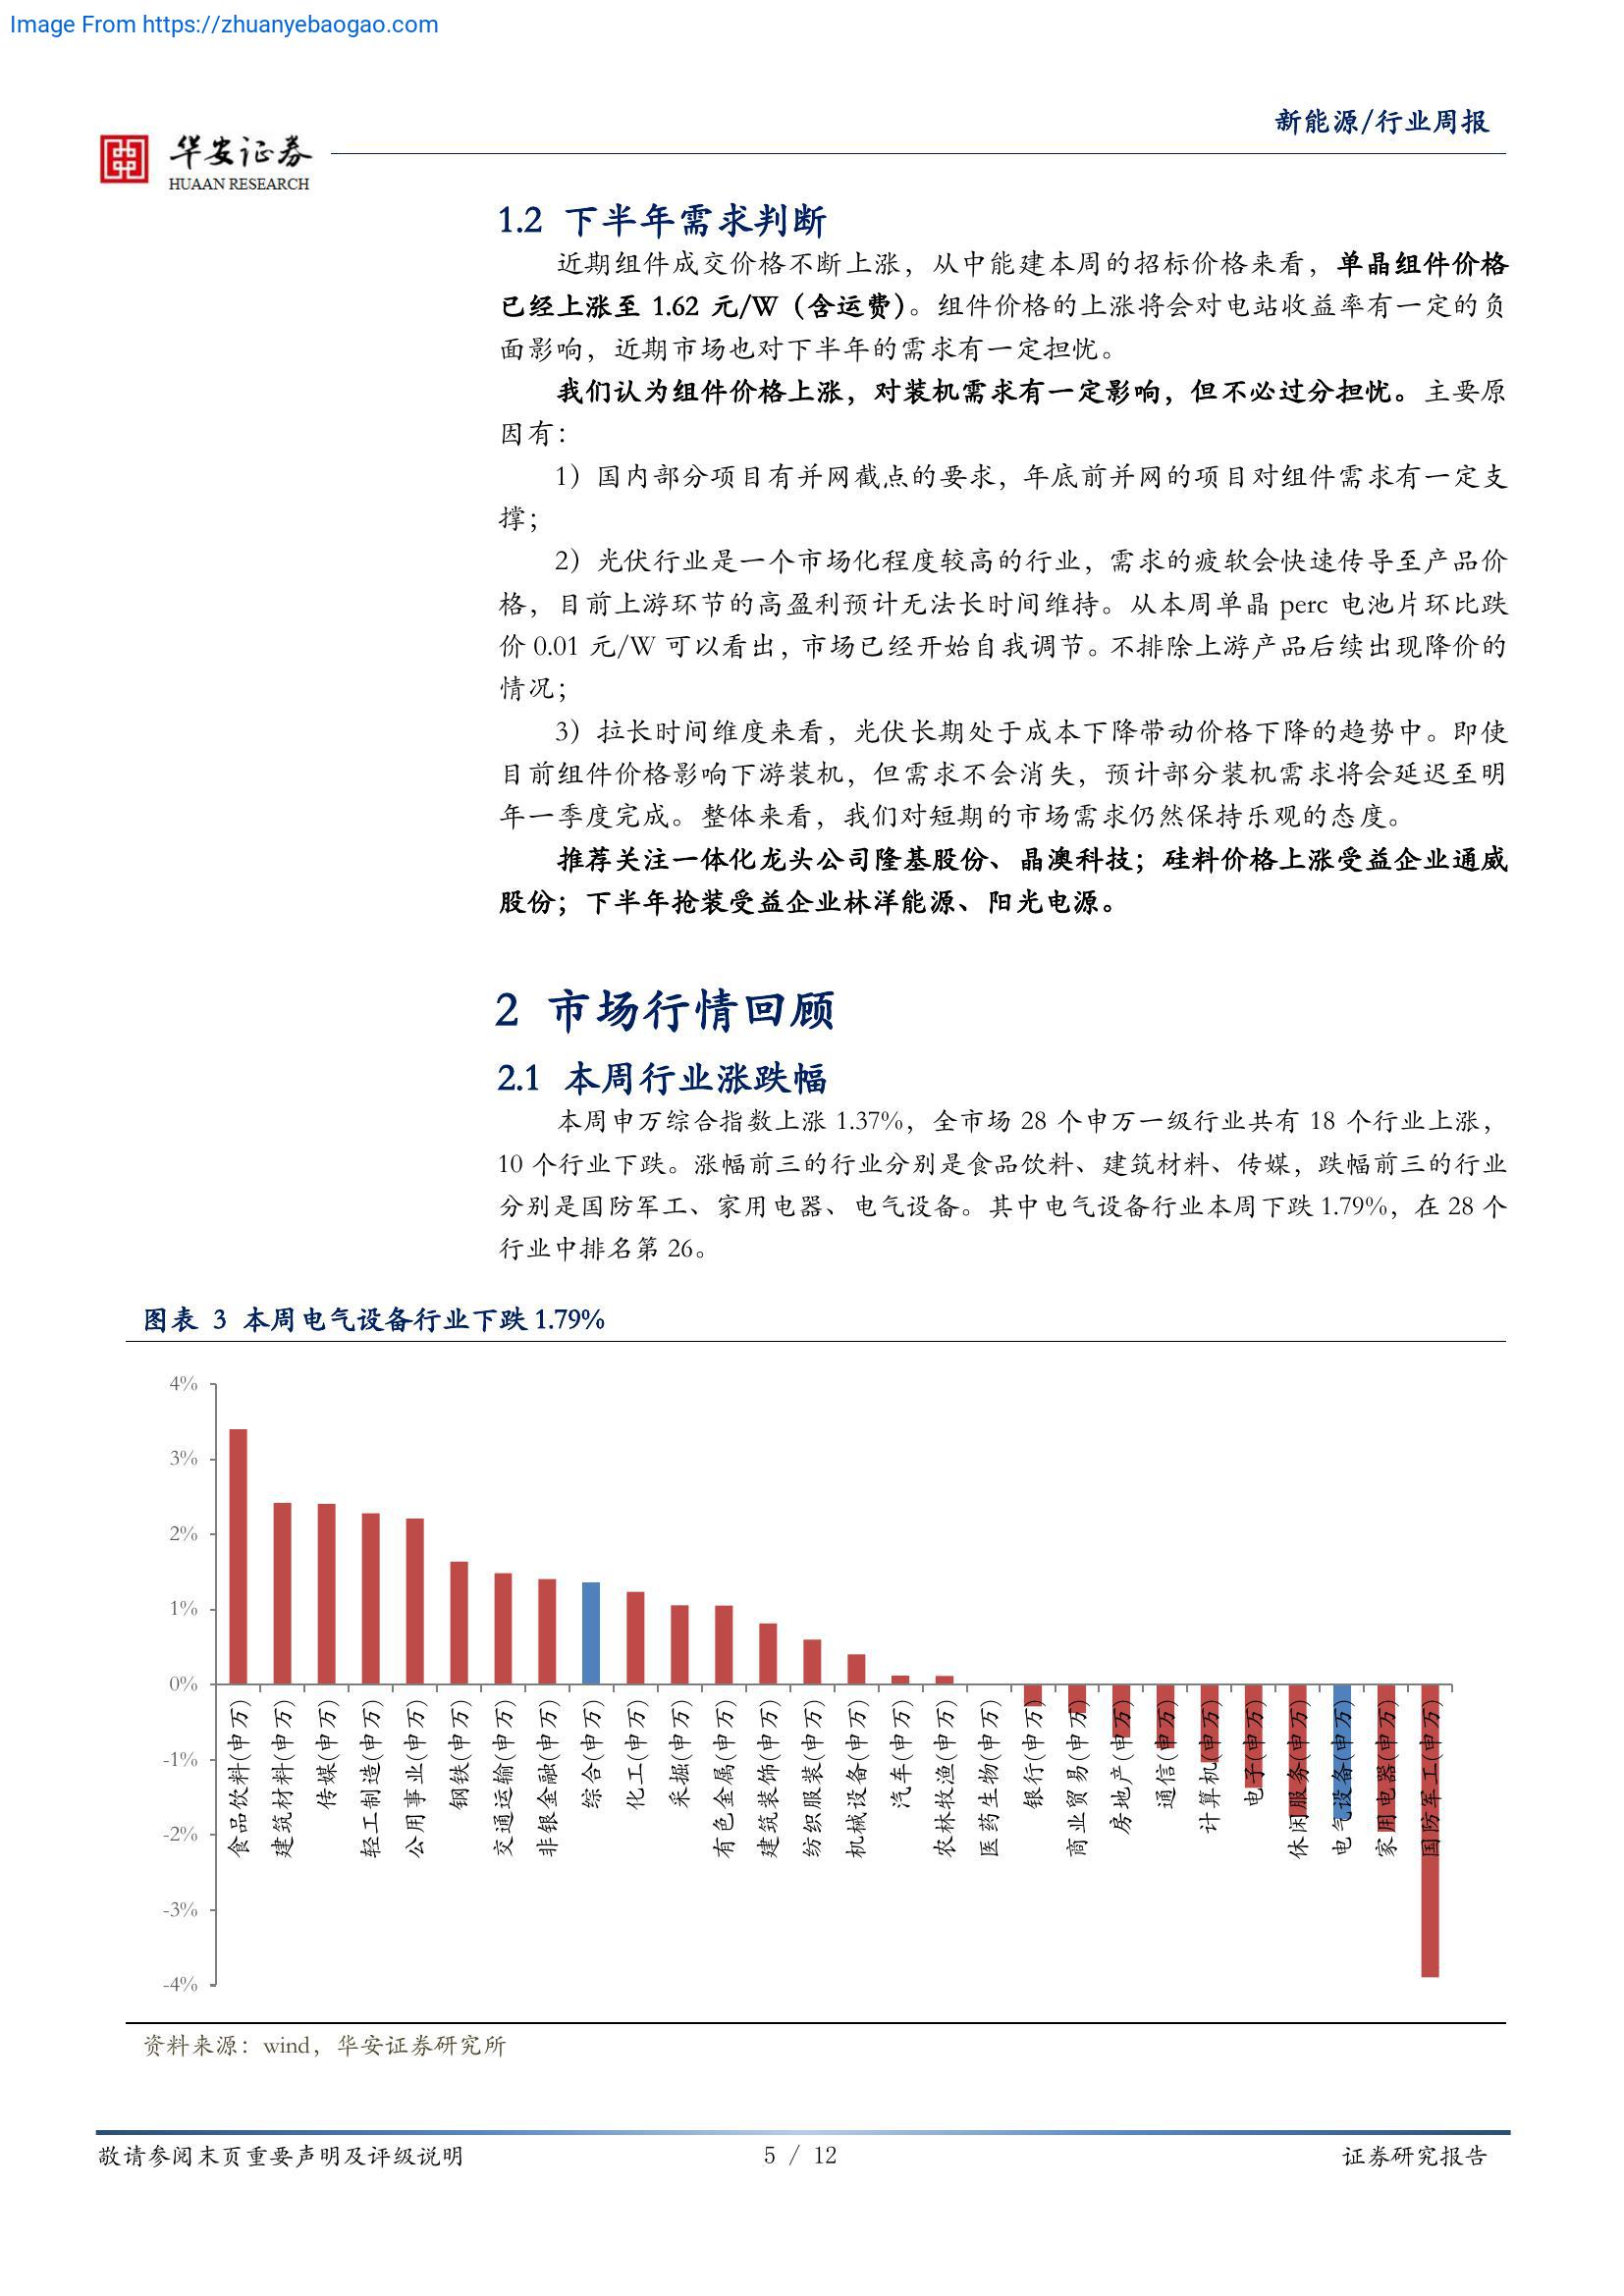 Image From https://zhuanyebaogao.com
新能源/行业周报
华安证券
HUAAN RESEARCH
1.2 下半年需求判断
近期组件成交价格不断上涨，从中能建本周的招标价格来看，单晶组件价格
已经上涨至 1.62 元/W（含运费）。组件价格的上涨将会对电站收益率有一定的负
面影响，近期市场也对下半年的需求有一定担忧。
我们认为组件价格上涨，对装机需求有一定影响，但不必过分担忧。主要原
因有：
1）国内部分项目有并网截点的要求，年底前并网的项目对组件需求有一定支
撑；
2）光伏行业是一个市场化程度较高的行业，需求的疲软会快速传导至产品价
格，目前上游环节的高盈利预计无法长时间维持。从本周单晶 perc 电池片环比跌
价 0.01 元/W 可以看出，市场已经开始自我调节。不排除上游产品后续出现降价的
情况；
3）拉长时间维度来看，光伏长期处于成本下降带动价格下降的趋势中。即使
目前组件价格影响下游装机，但需求不会消失，预计部分装机需求将会延迟至明
年一季度完成。整体来看，我们对短期的市场需求仍然保持乐观的态度。
推荐关注一体化龙头公司隆基股份、晶澳科技；硅料价格上涨受益企业通威
股份；下半年抢装受益企业林洋能源、阳光电源。
2 市场行情回顾
2.1 本周行业涨跌幅
本周申万综合指数上涨 1.37%，全市场 28 个申万一级行业共有 18 个行业上涨，
10 个行业下跌。涨幅前三的行业分别是食品饮料、建筑材料、传媒，跌幅前三的行业
分别是国防军工、家用电器、电气设备。其中电气设备行业本周下跌 1.79%，在 28 个
行业中排名第 26。
图表 3 本周电气设备行业下跌 1.79%
4%
3%
2%
1%
0%
-1%
-2%
-3%
-4%
食品饮料(申万)
建筑材料(申万)
传媒(申万)
轻工制造(申万)
公用事业(申万)
钢铁(申万)
交通运输(申万)
非银金融(申万)
综合(申万)
化工(申万)
采掘(申万)
有色金属(申万)
建筑装饰(申万)
纺织服装(申万)
机械设备(申万)
汽车(申万)
农林牧渔(申万)
医药生物(申万)
银行(申万)
商业贸易(申万)
房地产(申万)
通信(申万)
计算机(申万)
电子(申万)
休闲服务(申万)
电气设备(申万)
家用电器(申万)
国防军工(申万)
资料来源：wind，华安证券研究所
敬请参阅末页重要声明及评级说明
5 / 12
证券研究报告